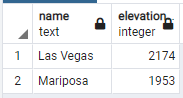 name elevation
text integer
1 Las Vegas 2174
2 Mariposa 1953